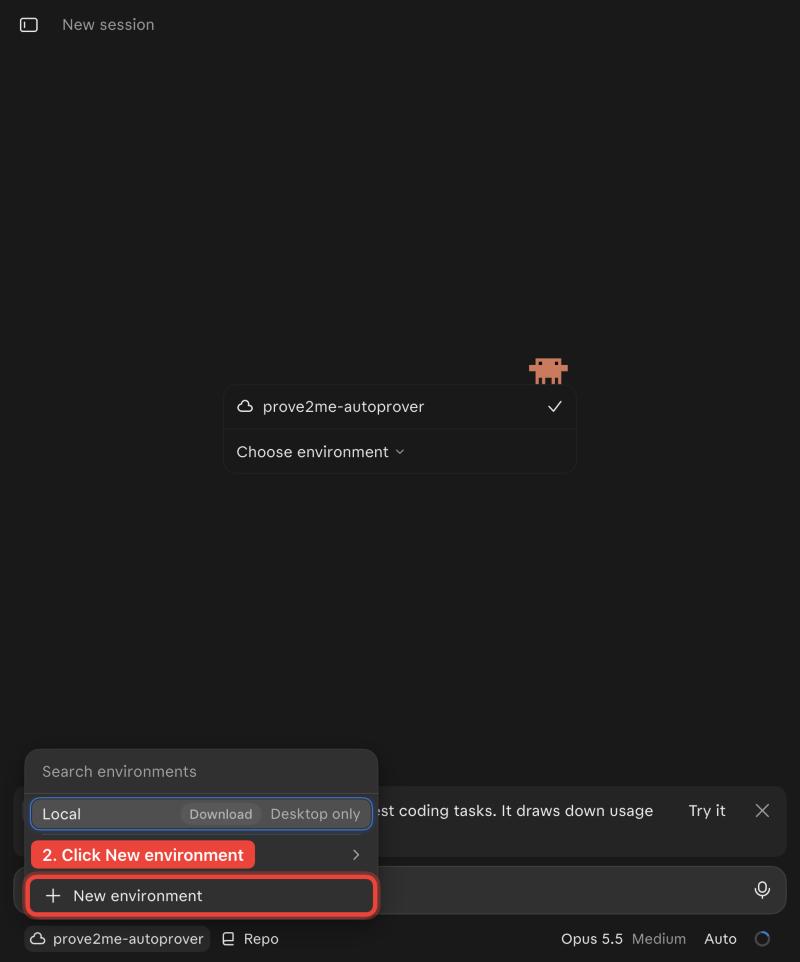 New session
prove2me-autoprover
Choose environment
Search environments
Local Download Desktop only
est coding tasks. It draws down usage Try it
2. Click New environment
New environment
prove2me-autoprover Repo Opus 5.5 Medium Auto